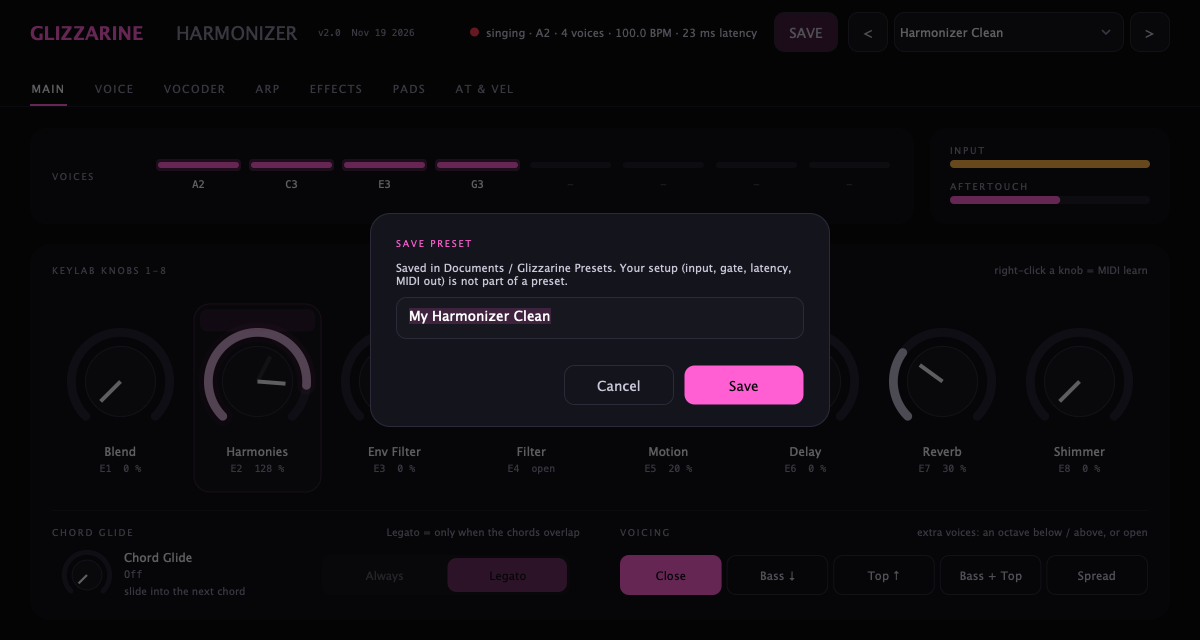 GLIZZARINE HARMONIZER v2.0 Nov 19 2026 singing · A2 · 4 voices · 100.0 BPM · 23 ms latency SAVE < Harmonizer Clean >
MAIN VOICE VOCODER ARP EFFECTS PADS AT & VEL
VOICES
A2 C3 E3 G3 – – – –
INPUT
AFTERTOUCH
SAVE PRESET
Saved in Documents / Glizzarine Presets. Your setup (input, gate, latency,
MIDI out) is not part of a preset.
My Harmonizer Clean
Cancel Save
KEYLAB KNOBS 1–8 right-click a knob = MIDI learn
Blend Harmonies Env Filter Filter Motion Delay Reverb Shimmer
E1 0 % E2 128 % E3 0 % E4 open E5 20 % E6 0 % E7 30 % E8 0 %
CHORD GLIDE Legato = only when the chords overlap
Chord Glide
Off
slide into the next chord
Always Legato
VOICING extra voices: an octave below / above, or open
Close Bass ↓ Top ↑ Bass + Top Spread